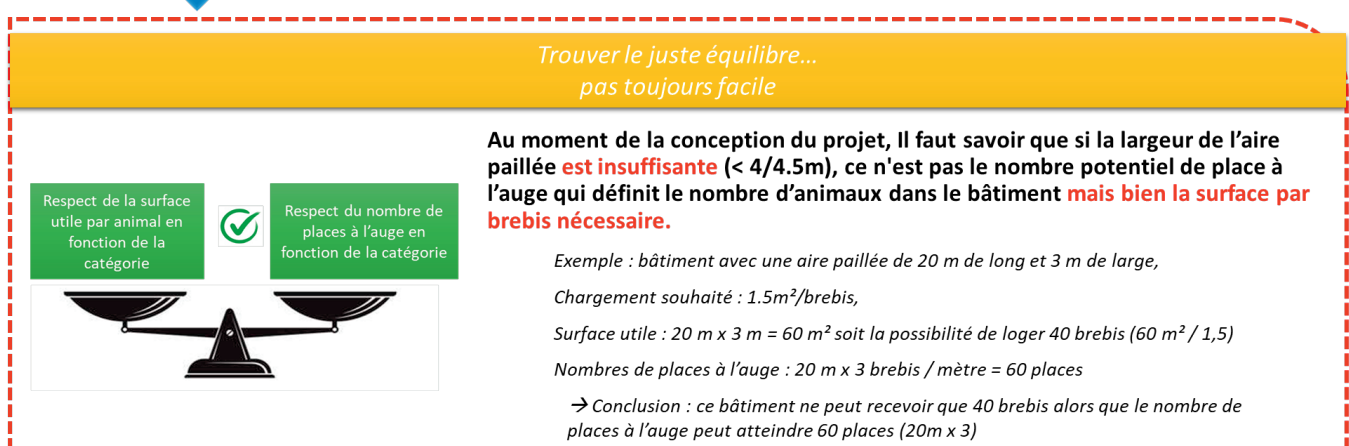 Trouver le juste équilibre...
pas toujours facile
Au moment de la conception du projet, Il faut savoir que si la largeur de l'aire
paillée est insuffisante (< 4/4.5m), ce n'est pas le nombre potentiel de place à
l'auge qui définit le nombre d'animaux dans le bâtiment mais bien la surface par
brebis nécessaire.
Respect de la surface
utile par animal en
fonction de la
catégorie
Respect du nombre de
places à l'auge en
fonction de la catégorie
Exemple : bâtiment avec une aire paillée de 20 m de long et 3 m de large,
Chargement souhaité : 1.5m²/brebis,
Surface utile : 20 m x 3 m = 60 m² soit la possibilité de loger 40 brebis (60 m² / 1,5)
Nombres de places à l'auge : 20 m x 3 brebis / mètre = 60 places
→ Conclusion : ce bâtiment ne peut recevoir que 40 brebis alors que le nombre de
places à l'auge peut atteindre 60 places (20m x 3)